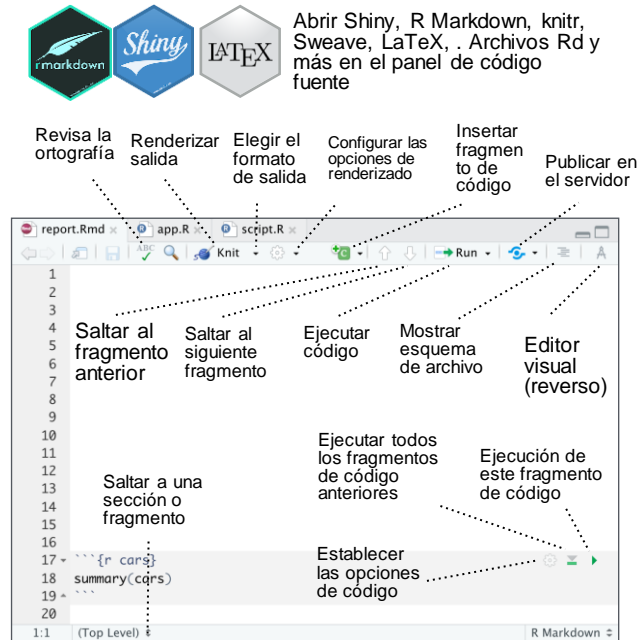 rmarkdown
Shiny
LATEX
Abrir Shiny, R Markdown, knitr,
Sweave, LaTeX, . Archivos Rd y
más en el panel de código
fuente
Revisa la
ortografía
Renderizar
salida
Elegir el
formato
de salida
Configurar las
opciones de
renderizado
Insertar
fragmen
to de
código
Publicar en
el servidor
report.Rmd
app.R
script.R
ABC
Knit
C
Run
1
2
3
4
5
6
7
8
9
10
11
12
13
14
15
16
Saltar al
fragmento
anterior
Saltar al
siguiente
fragmento
Ejecutar
código
Mostrar
esquema
de archivo
Editor
visual
(reverso)
Saltar a una
sección o
fragmento
Ejecutar todos
los fragmentos
de código
anteriores
Ejecución de
este fragmento
de código
Establecer
las opciones
de código
17 ```{r cars}
18 summary(cars)
19 ```
20
1:1 (Top Level) R Markdown